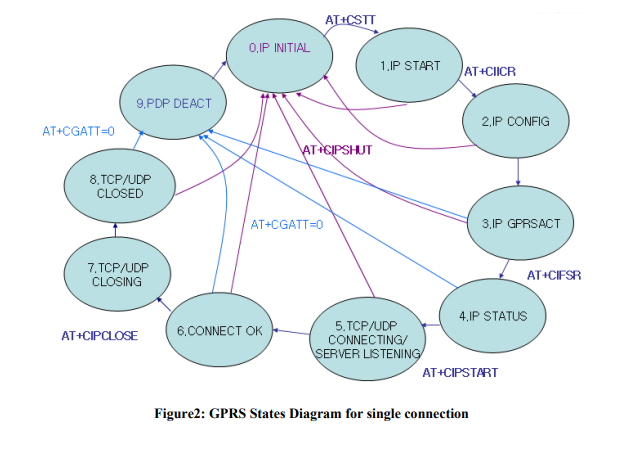 AT+CSTT
0,IP INITIAL
1,IP START
AT+CIICR
9,PDP DEACT
2,IP CONFIG
AT+CGATT=0
AT+CIPSHUT
8,TCP/UDP
CLOSED
3,IP GPRSACT
AT+CGATT=0
7,TCP/UDP
CLOSING
AT+CIFSR
4,IP STATUS
6,CONNECT OK
5,TCP/UDP
CONNECTING/
SERVER LISTENING
AT+CIPCLOSE
AT+CIPSTART
Figure2: GPRS States Diagram for single connection